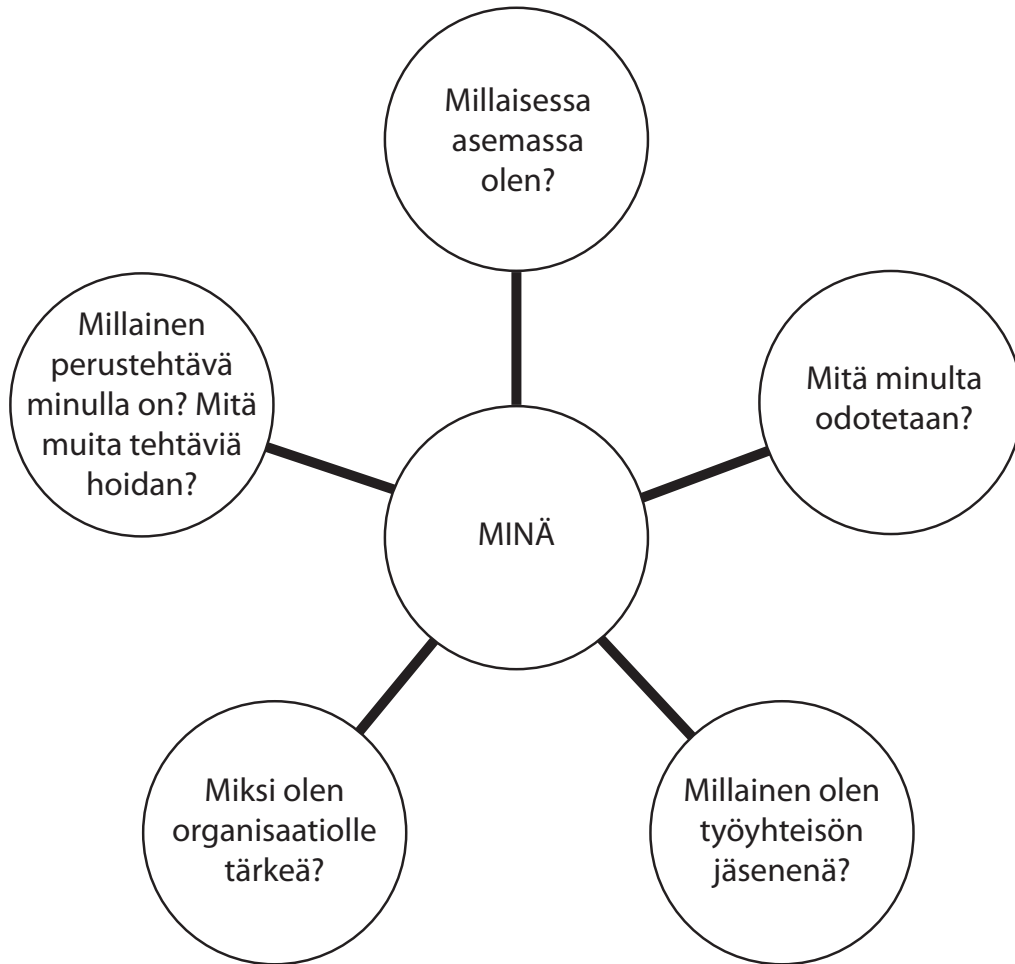 Millaisessa
asemassa
olen?
Millainen
perustehtävä
minulla on? Mitä
muita tehtäviä
hoidan?
Mitä minulta
odotetaan?
MINÄ
Miksi olen
organisaatiolle
tärkeä?
Millainen olen
työyhteisön
jäsenenä?